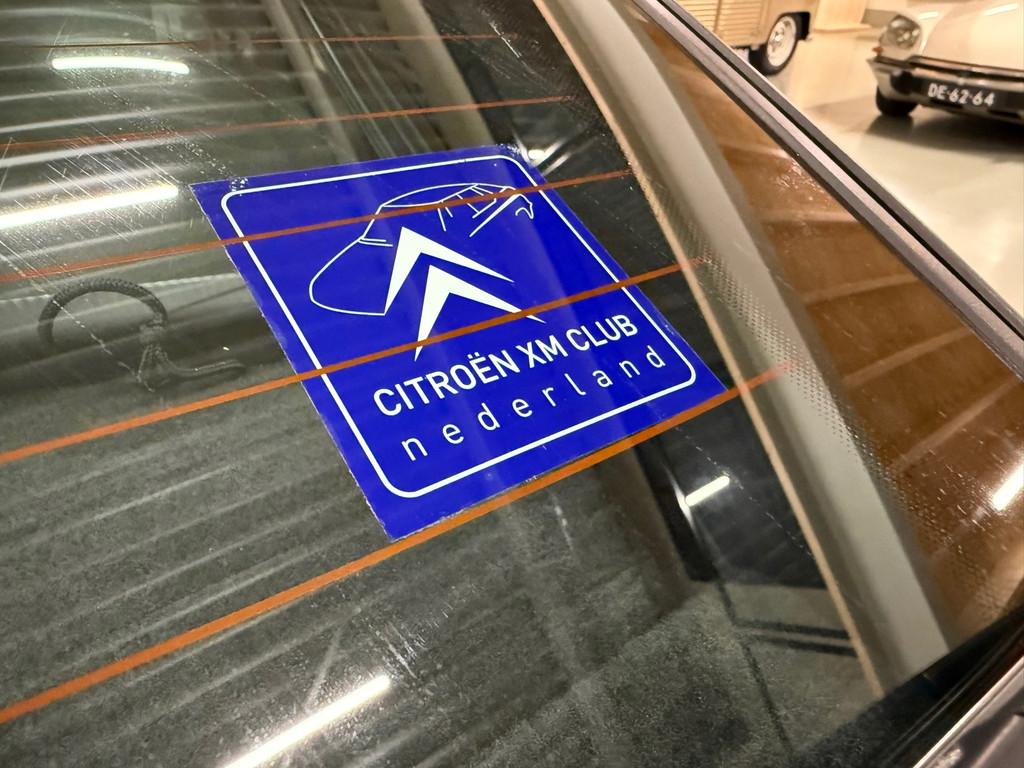 DE-62-64
CITROËN XM CLUB
nederland